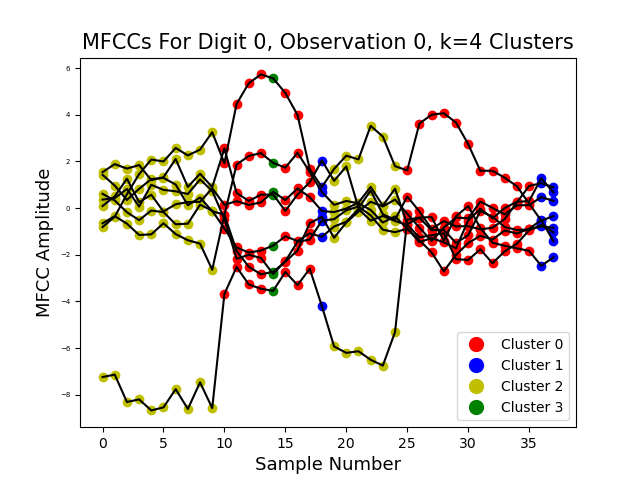 MFCCs For Digit 0, Observation 0, k=4 Clusters
MFCC Amplitude
6
4
2
0
−2
−4
−6
−8
0 5 10 15 20 25 30 35
Sample Number
Cluster 0
Cluster 1
Cluster 2
Cluster 3